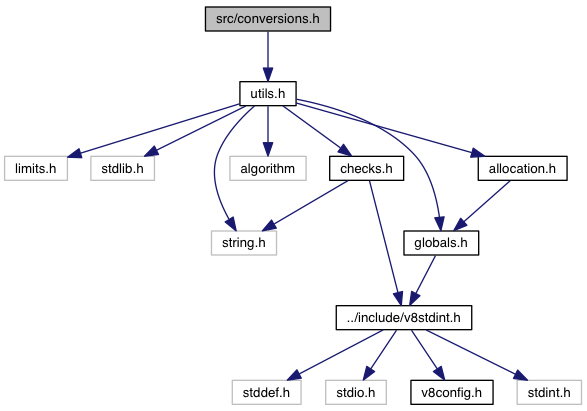 src/conversions.h
utils.h
limits.h
stdlib.h
algorithm
checks.h
allocation.h
string.h
globals.h
../include/v8stdint.h
stddef.h
stdio.h
v8config.h
stdint.h